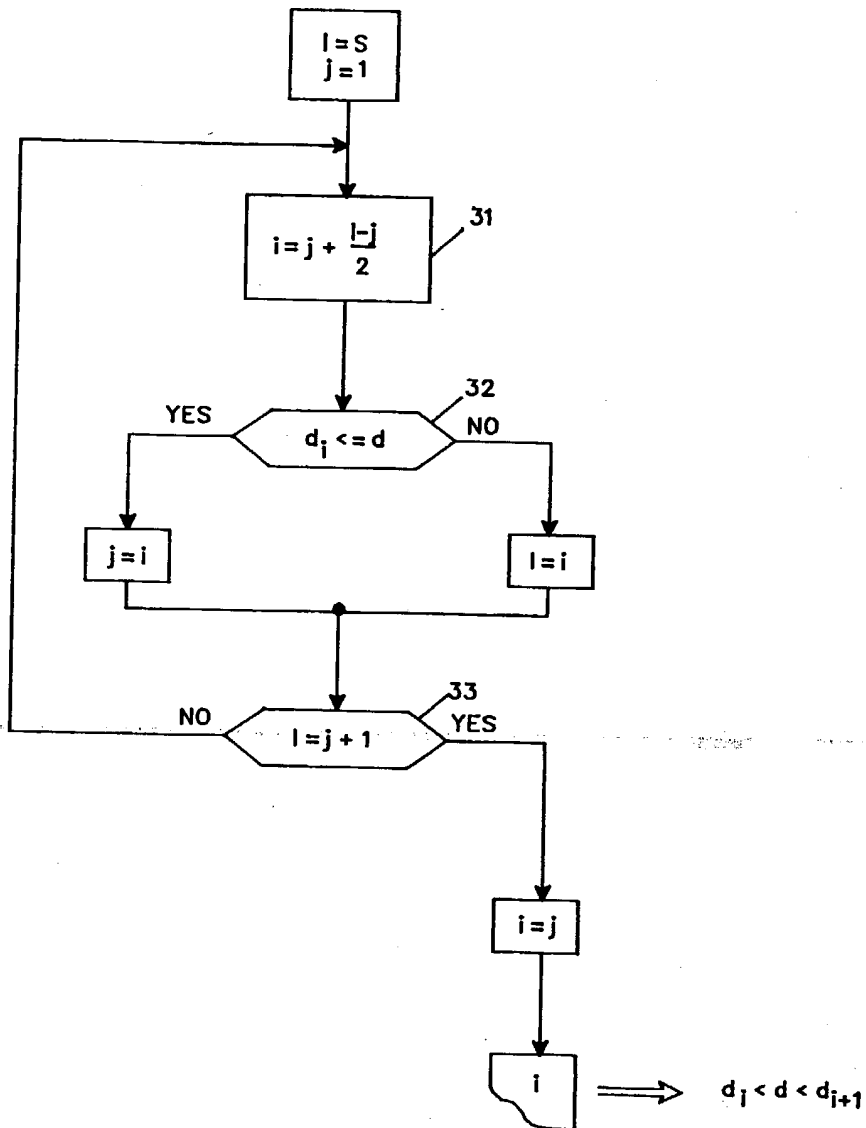 l = S
j = 1
i = j + l-j/2
31
32
YES
d_i <= d
NO
j = i
l = i
33
NO
l = j + 1
YES
i = j
i
d_i < d < d_i+1